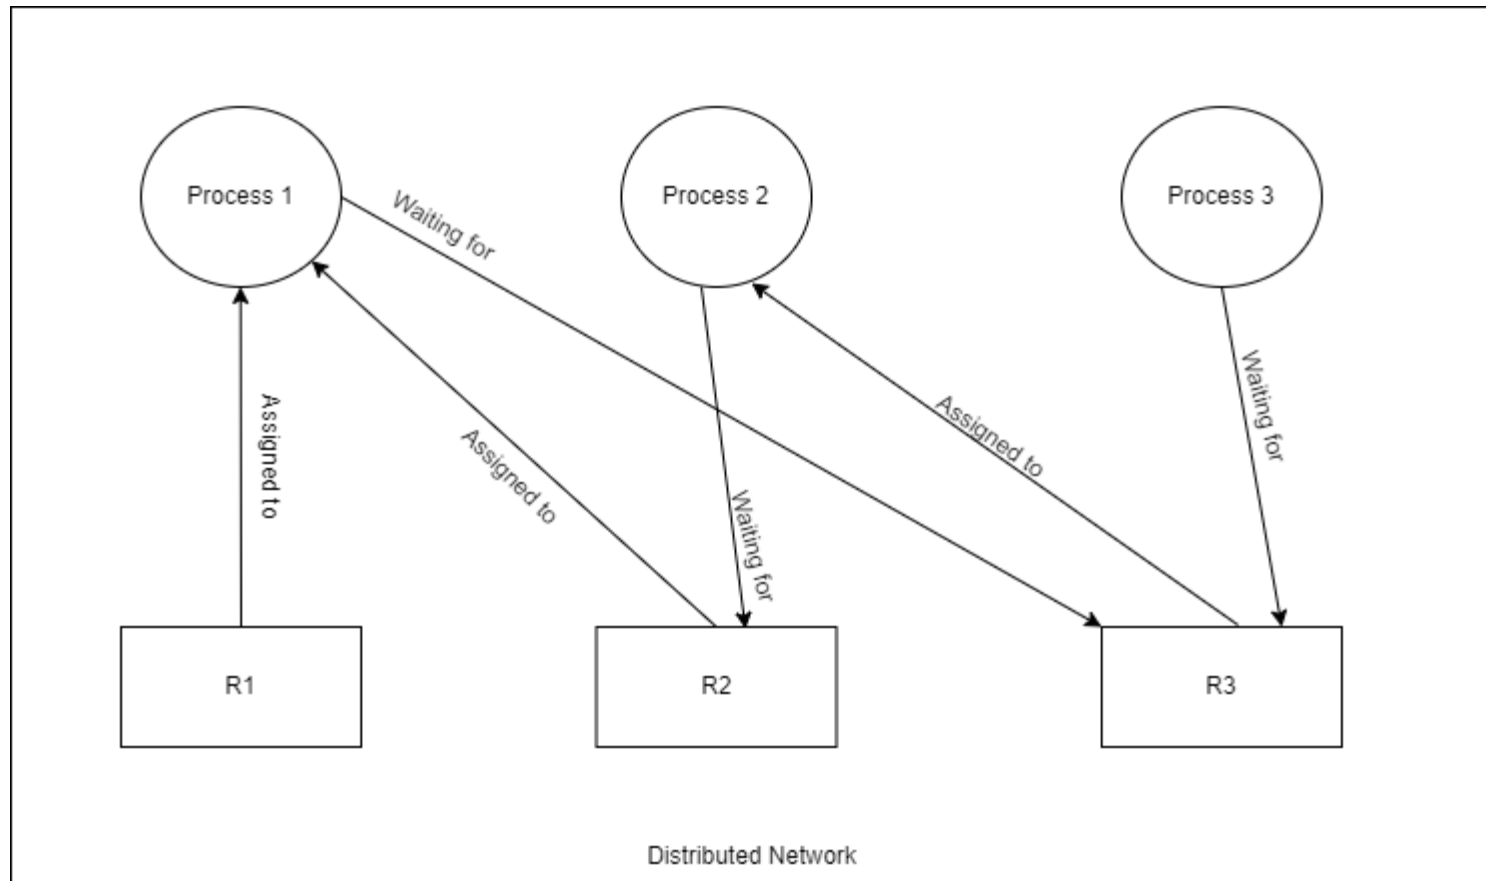 Process 1
Process 2
Process 3
Waiting for
Assigned to
Assigned to
Waiting for
Assigned to
Waiting for
R1
R2
R3
Distributed Network